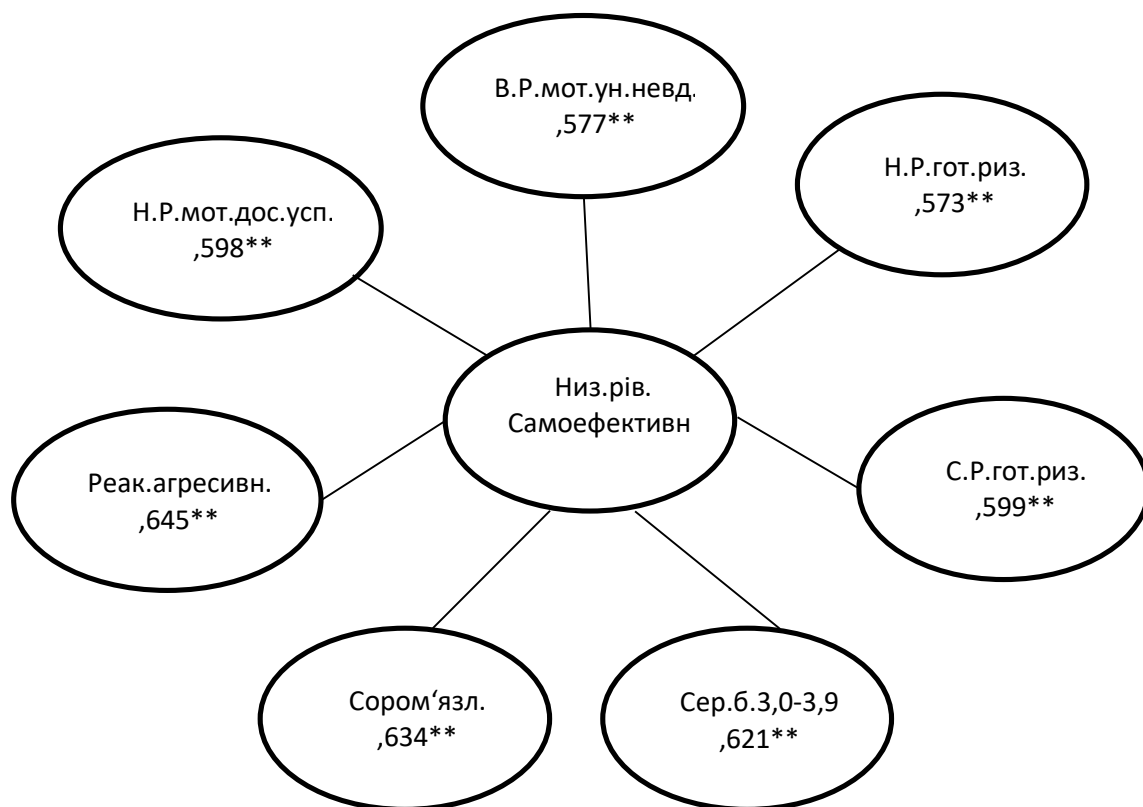 В.Р.мот.ун.невд.
,577**
Н.Р.гот.риз.
,573**
Н.Р.мот.дос.усп.
,598**
Низ.рів.
Самоефективн
Реак.агресивн.
,645**
С.Р.гот.риз.
,599**
Сором‘язл.
,634**
Сер.б.3,0-3,9
,621**